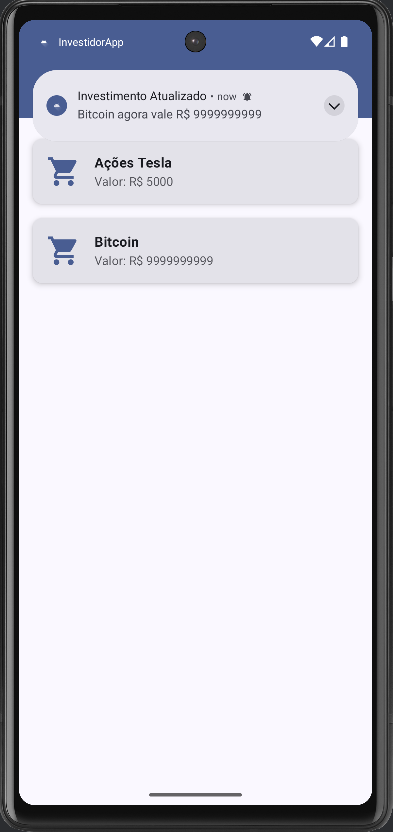 InvestidorApp
Investimento Atualizado • now
Bitcoin agora vale R$ 9999999999
Ações Tesla
Valor: R$ 5000
Bitcoin
Valor: R$ 9999999999